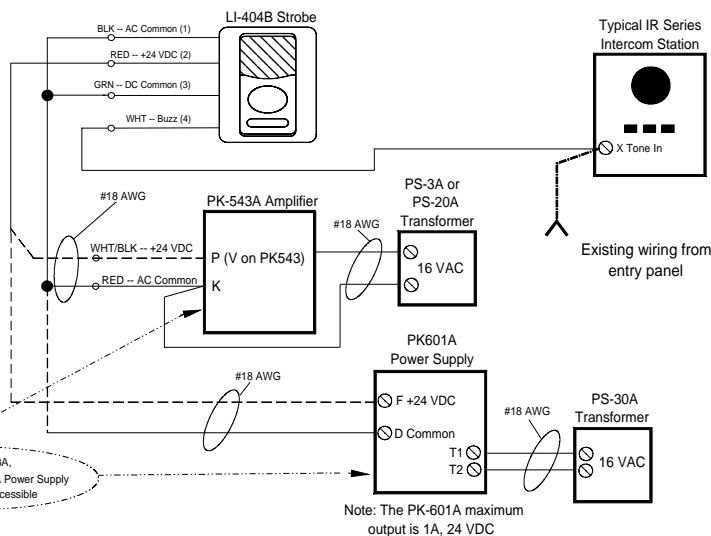 LI-404B Strobe
BLK -- AC Common (1)
RED -- +24 VDC (2)
GRN -- DC Common (3)
WHT -- Buzz (4)
Typical IR Series
Intercom Station
X Tone In
Existing wiring from
entry panel
#18 AWG
PK-543A Amplifier
WHT/BLK -- +24 VDC
RED -- AC Common
P (V on PK543)
K
#18 AWG
PS-3A or
PS-20A
Transformer
16 VAC
PK601A
Power Supply
#18 AWG
F +24 VDC
D Common
T1
T2
#18 AWG
PS-30A
Transformer
16 VAC
Power Supply
Note: The PK-601A maximum
output is 1A, 24 VDC